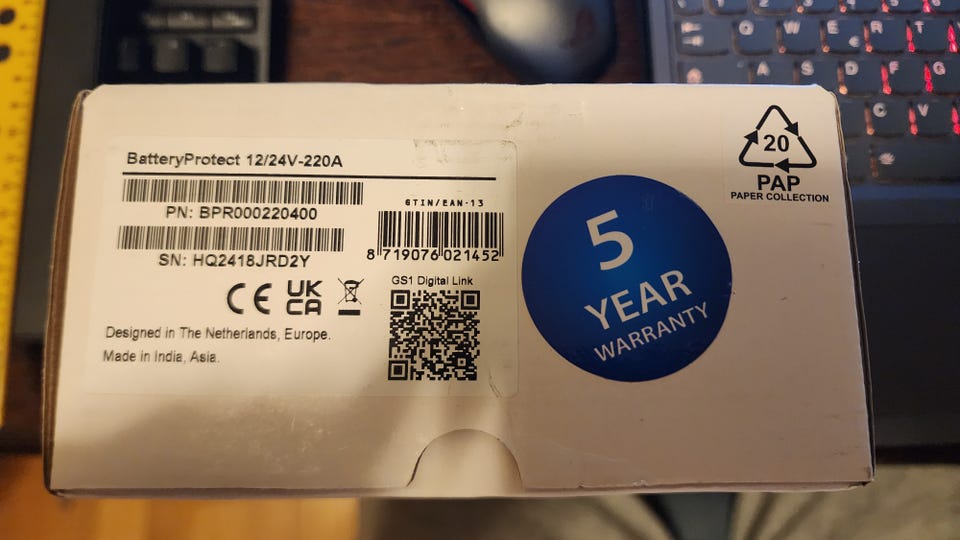 BatteryProtect 12/24V-220A
PN: BPR000220400
SN: HQ2418JRD2Y
GTIN/EAN-13
8 719076 021452
GS1 Digital Link
CE UK CA
Designed in The Netherlands, Europe.
Made in India, Asia.
5
YEAR
WARRANTY
20
PAP
PAPER COLLECTION
Q W E R T
A S D F G
C V